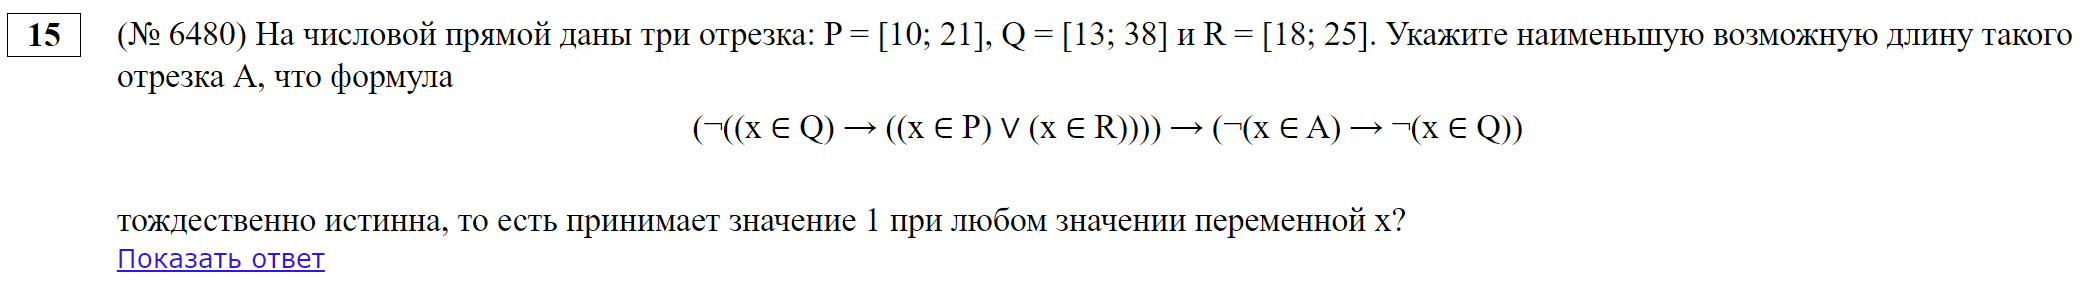 15 (№ 6480) На числовой прямой даны три отрезка: P = [10; 21], Q = [13; 38] и R = [18; 25]. Укажите наименьшую возможную длину такого
отрезка A, что формула
(¬((x ∈ Q) → ((x ∈ P) ∨ (x ∈ R)))) → (¬(x ∈ A) → ¬(x ∈ Q))
тождественно истинна, то есть принимает значение 1 при любом значении переменной x?
Показать ответ